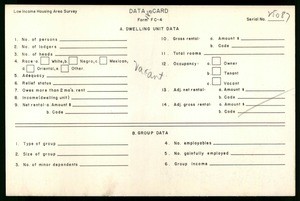 Low Income Housing Area Survey
DATA CARD
Form FC-A
Serial No.
A. DWELLING UNIT DATA
1. No. of persons
2. No. of lodgers
3. No. of heads
4. Race: a White, b Negro, c Mexican,
d Oriental, e Other.
5. Adequacy
6. Relief status
7. Owes more than 2 mo's rent
8. Income/dwelling unit
9. Net rental: a Amount $
b Code
10. Gross rental: a. Amount $
b. Code
11. Total rooms
12. Occupancy: a Owner
b Tenant
c Vacant
13. Adj. net rental: a. Amount $
b. Code
14. Adj. gross rental: a. Amount $
b Code
Vacant
B. GROUP DATA
1. Type of group
2. Size of group
3. No. of minor dependents
4. No. employables
5. No. gainfully employed
6. Group income